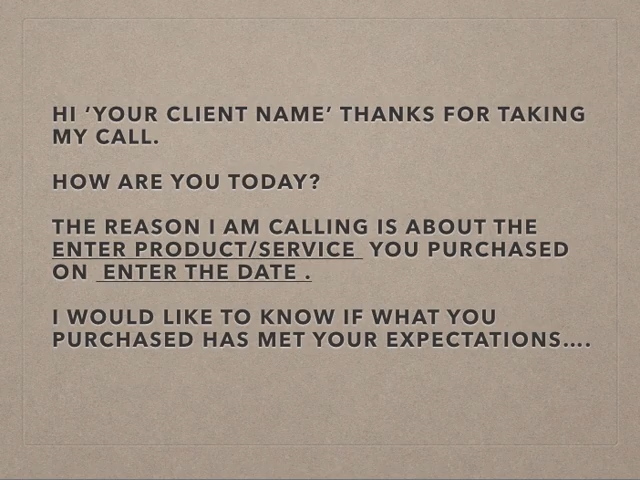 HI ’YOUR CLIENT NAME’ THANKS FOR TAKING
MY CALL.
HOW ARE YOU TODAY?
THE REASON I AM CALLING IS ABOUT THE
ENTER PRODUCT/SERVICE YOU PURCHASED
ON ENTER THE DATE .
I WOULD LIKE TO KNOW IF WHAT YOU
PURCHASED HAS MET YOUR EXPECTATIONS....